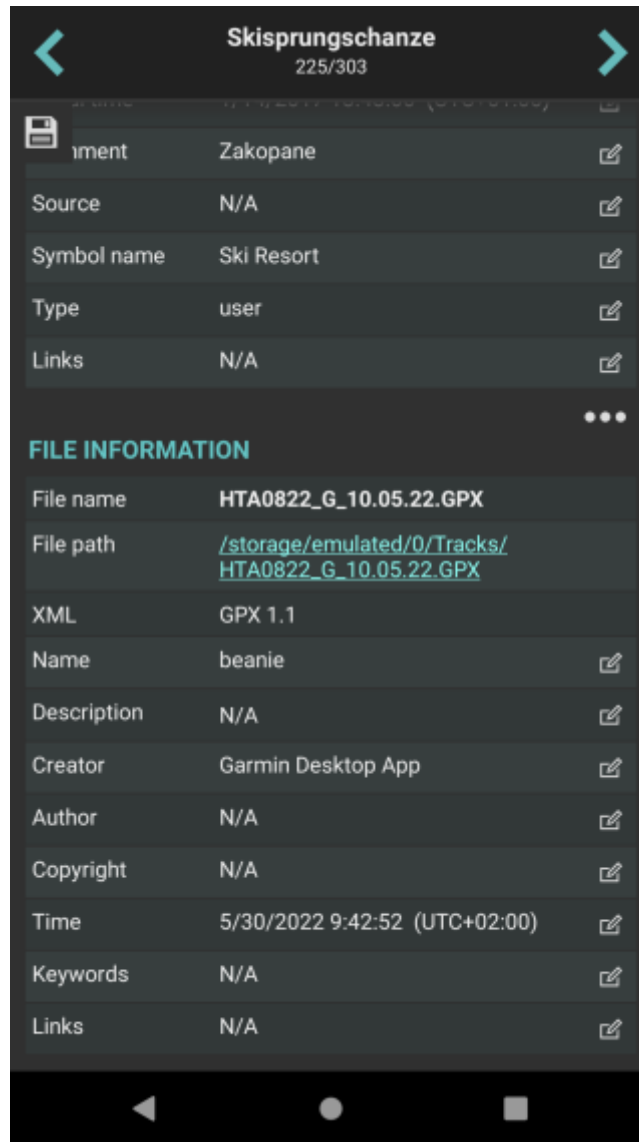 Skisprungschanze
225/303
mment Zakopane
Source N/A
Symbol name Ski Resort
Type user
Links N/A
FILE INFORMATION
File name HTA0822_G_10.05.22.GPX
File path /storage/emulated/0/Tracks/
HTA0822_G_10.05.22.GPX
XML GPX 1.1
Name beanie
Description N/A
Creator Garmin Desktop App
Author N/A
Copyright N/A
Time 5/30/2022 9:42:52 (UTC+02:00)
Keywords N/A
Links N/A